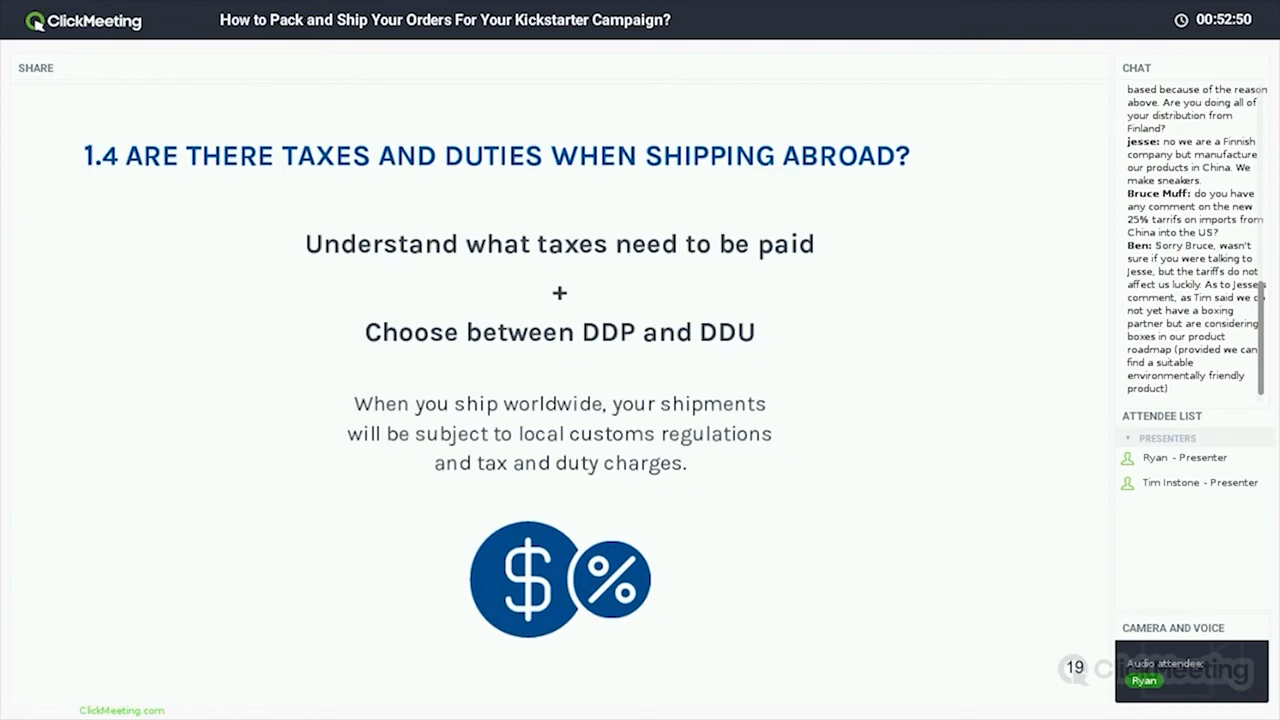 ClickMeeting
How to Pack and Ship Your Orders For Your Kickstarter Campaign?
00:52:50
SHARE
1.4 ARE THERE TAXES AND DUTIES WHEN SHIPPING ABROAD?
Understand what taxes need to be paid
+
Choose between DDP and DDU
When you ship worldwide, your shipments
will be subject to local customs regulations
and tax and duty charges.
$ %
19
ClickMeeting
ClickMeeting.com
CHAT
based because of the reason
above. Are you doing all of
your distribution from
Finland?
jesse: no we are a Finnish
company but manufacture
our products in China. We
make sneakers.
Bruce Muff: do you have
any comment on the new
25% tarrifs on imports from
China into the US?
Ben: Sorry Bruce, wasn't
sure if you were talking to
Jesse, but the tariffs do not
affect us luckily. As to Jesse's
comment, as Tim said we do
not yet have a boxing
partner but are considering
boxes in our product
roadmap (provided we can
find a suitable
environmentally friendly
product)
ATTENDEE LIST
PRESENTERS
Ryan - Presenter
Tim Instone - Presenter
CAMERA AND VOICE
Audio attendee:
Ryan